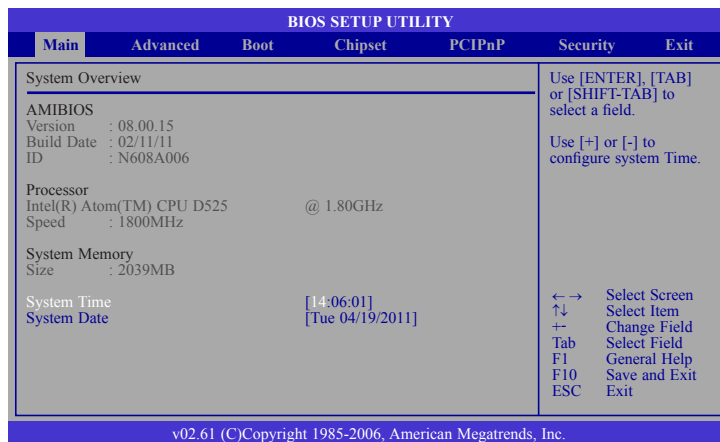 BIOS SETUP UTILITY
Main Advanced Boot Chipset PCIPnP Security Exit
System Overview
AMIBIOS
Version : 08.00.15
Build Date : 02/11/11
ID : N608A006
Processor
Intel(R) Atom(TM) CPU D525 @ 1.80GHz
Speed : 1800MHz
System Memory
Size : 2039MB
System Time [14:06:01]
System Date [Tue 04/19/2011]
Use [ENTER], [TAB]
or [SHIFT-TAB] to
select a field.
Use [+] or [-] to
configure system Time.
←→ Select Screen
↑↓ Select Item
+- Change Field
Tab Select Field
F1 General Help
F10 Save and Exit
ESC Exit
v02.61 (C)Copyright 1985-2006, American Megatrends, Inc.